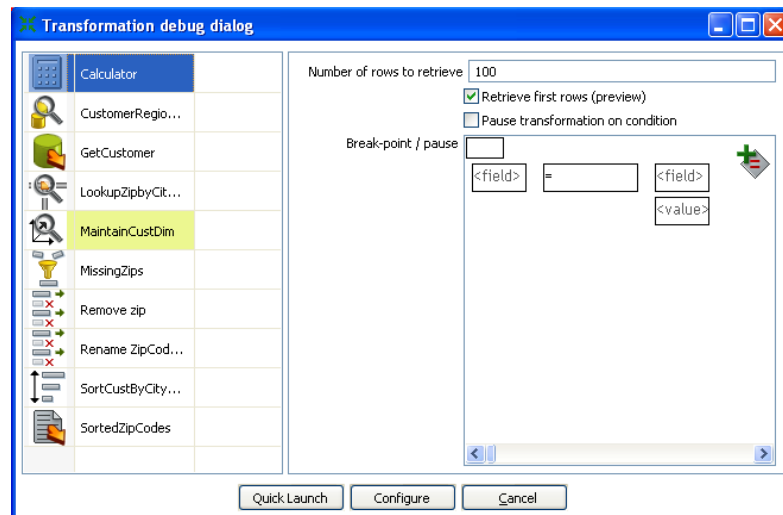 Transformation debug dialog
Calculator
CustomerRegio...
GetCustomer
LookupZipbyCit...
MaintainCustDim
MissingZips
Remove zip
Rename ZipCod...
SortCustByCity...
SortedZipCodes
Number of rows to retrieve 100
Retrieve first rows (preview)
Pause transformation on condition
Break-point / pause
<field> = <field>
<value>
Quick Launch Configure Cancel